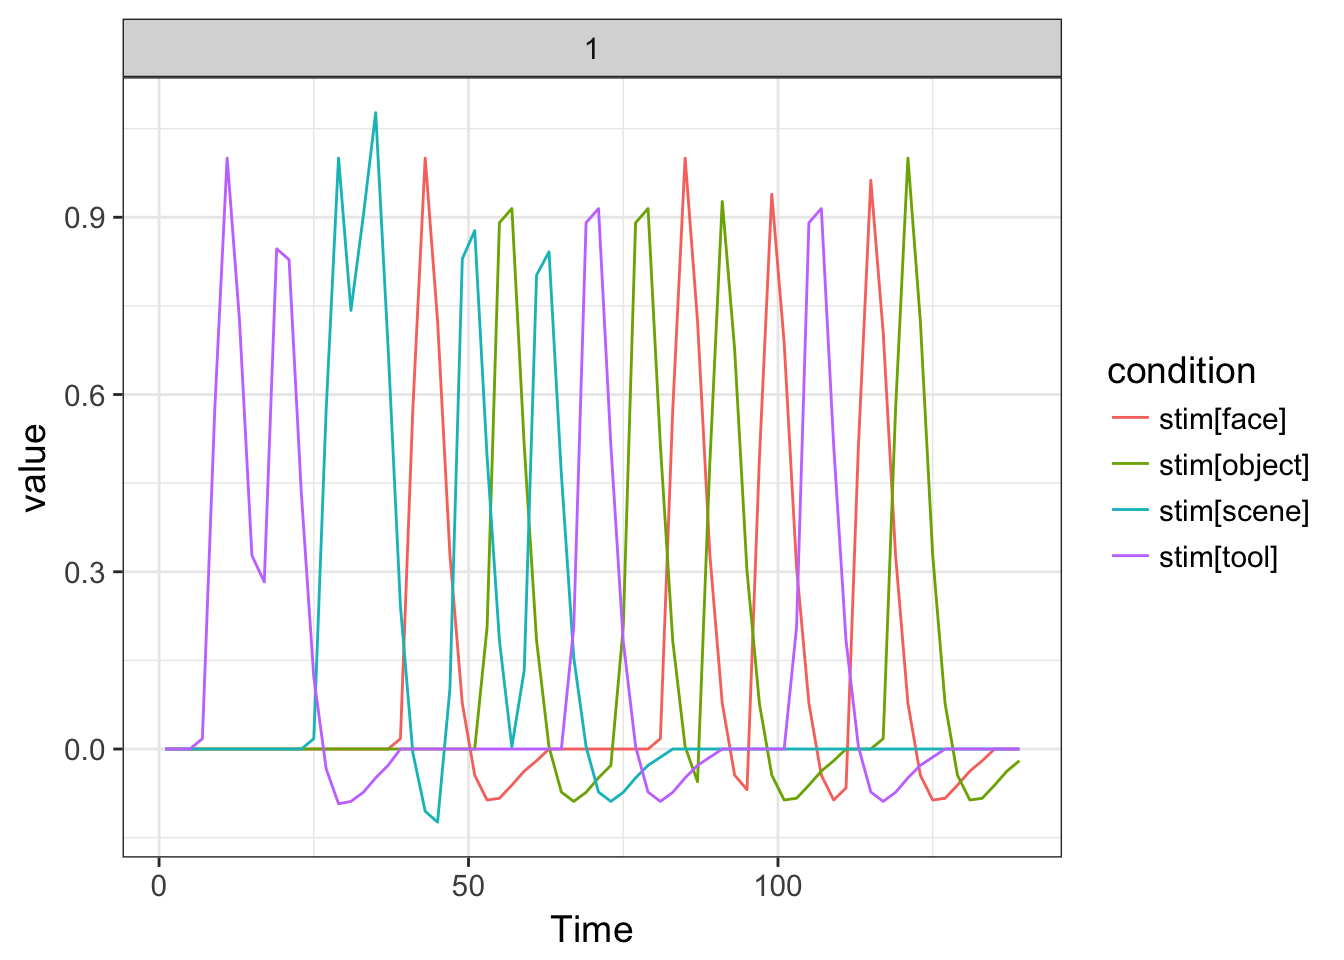 1
value
0.9
0.6
0.3
0.0
0
50
100
Time
condition
stim[face]
stim[object]
stim[scene]
stim[tool]